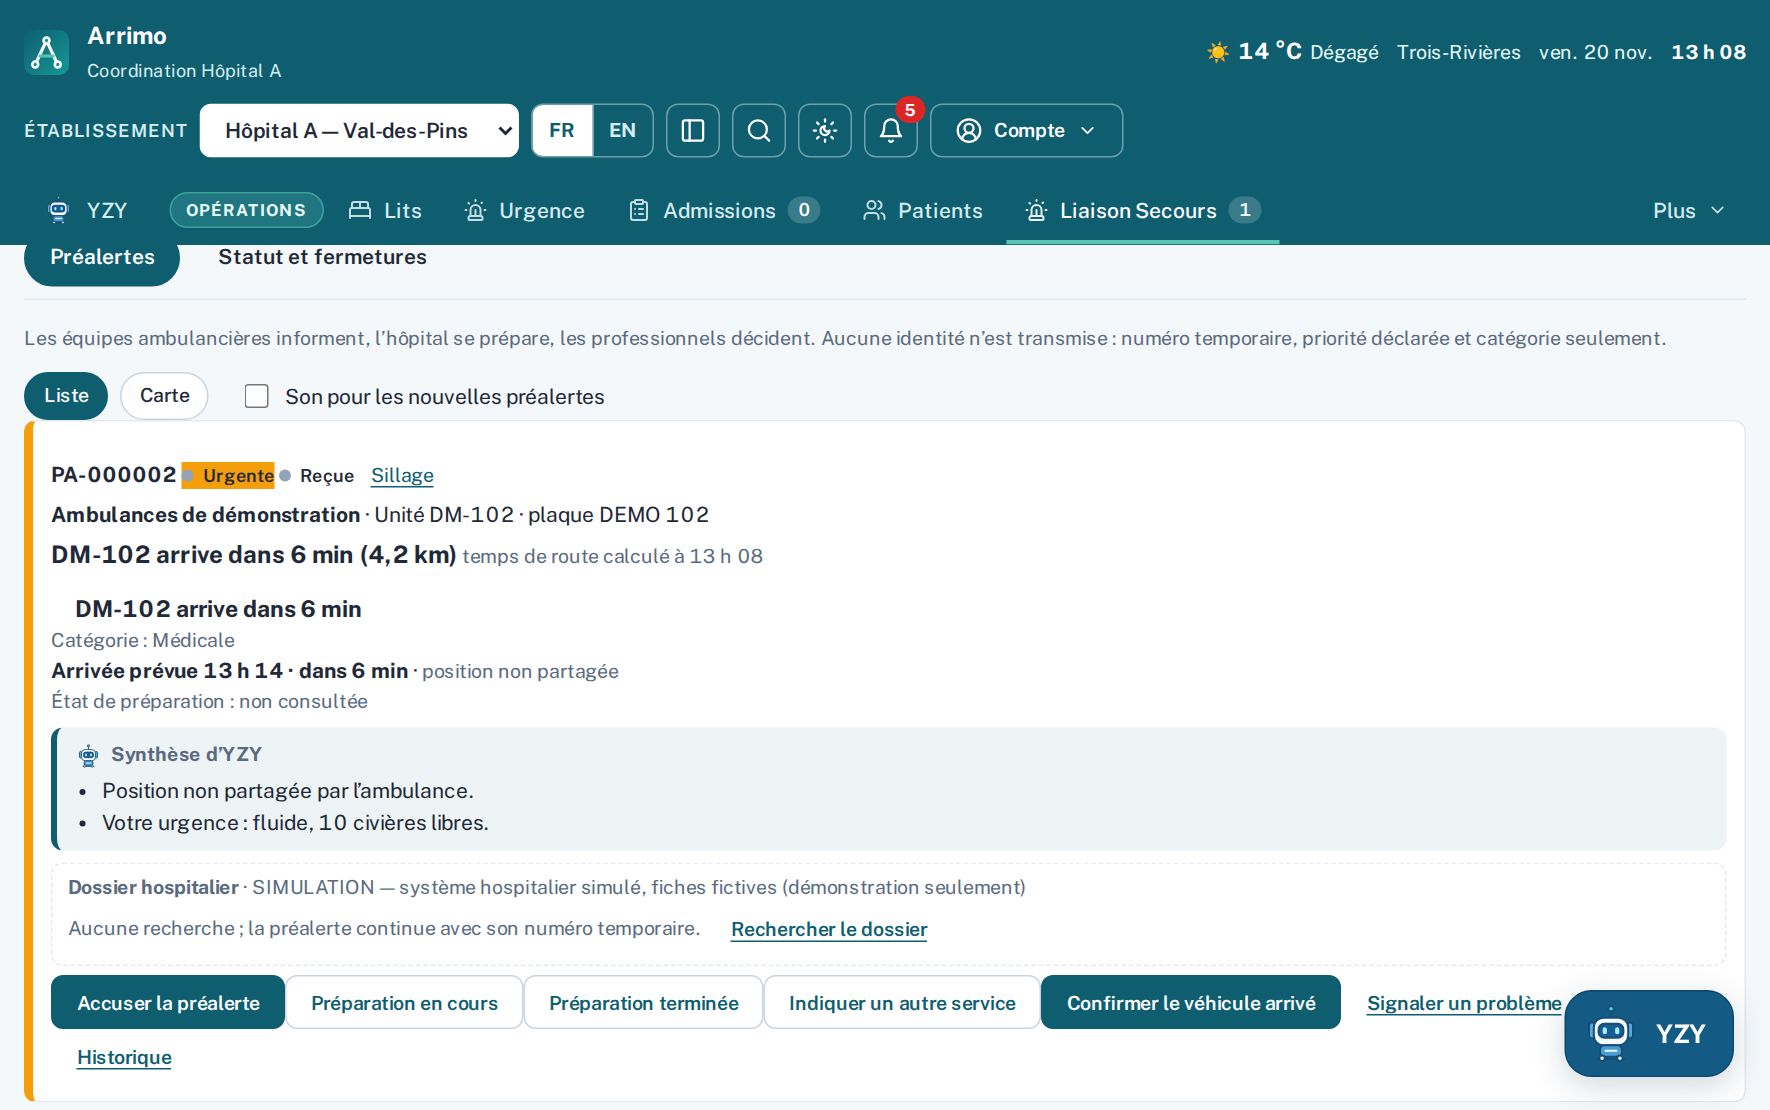 Arrimo
Coordination Hôpital A
14 °C Dégagé Trois-Rivières ven. 20 nov. 13 h 08
ÉTABLISSEMENT Hôpital A — Val-des-Pins FR EN 5 Compte
YZY OPÉRATIONS Lits Urgence Admissions 0 Patients Liaison Secours 1 Plus
Préalertes Statut et fermetures
Les équipes ambulancières informent, l’hôpital se prépare, les professionnels décident. Aucune identité n’est transmise : numéro temporaire, priorité déclarée et catégorie seulement.
Liste Carte Son pour les nouvelles préalertes
PA-000002 Urgente Reçue Sillage
Ambulances de démonstration · Unité DM-102 · plaque DEMO 102
DM-102 arrive dans 6 min (4,2 km) temps de route calculé à 13 h 08
DM-102 arrive dans 6 min
Catégorie : Médicale
Arrivée prévue 13 h 14 · dans 6 min · position non partagée
État de préparation : non consultée
Synthèse d’YZY
• Position non partagée par l’ambulance.
• Votre urgence : fluide, 10 civières libres.
Dossier hospitalier · SIMULATION — système hospitalier simulé, fiches fictives (démonstration seulement)
Aucune recherche ; la préalerte continue avec son numéro temporaire. Rechercher le dossier
Accuser la préalerte Préparation en cours Préparation terminée Indiquer un autre service Confirmer le véhicule arrivé Signaler un problème
YZY
Historique